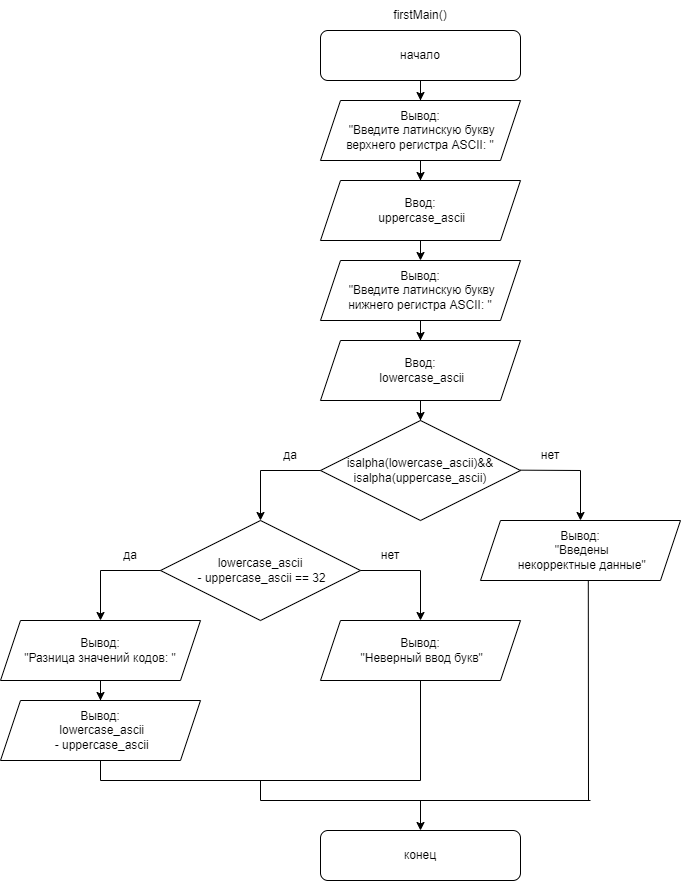 firstMain()
начало
Вывод:
"Введите латинскую букву
верхнего регистра ASCII: "
Ввод:
uppercase_ascii
Вывод:
"Введите латинскую букву
нижнего регистра ASCII: "
Ввод:
lowercase_ascii
isalpha(lowercase_ascii)&&
isalpha(uppercase_ascii)
да
нет
lowercase_ascii
- uppercase_ascii == 32
да
нет
Вывод:
"Введены
некорректные данные"
Вывод:
"Разница значений кодов: "
Вывод:
"Неверный ввод букв"
Вывод:
lowercase_ascii
- uppercase_ascii
конец